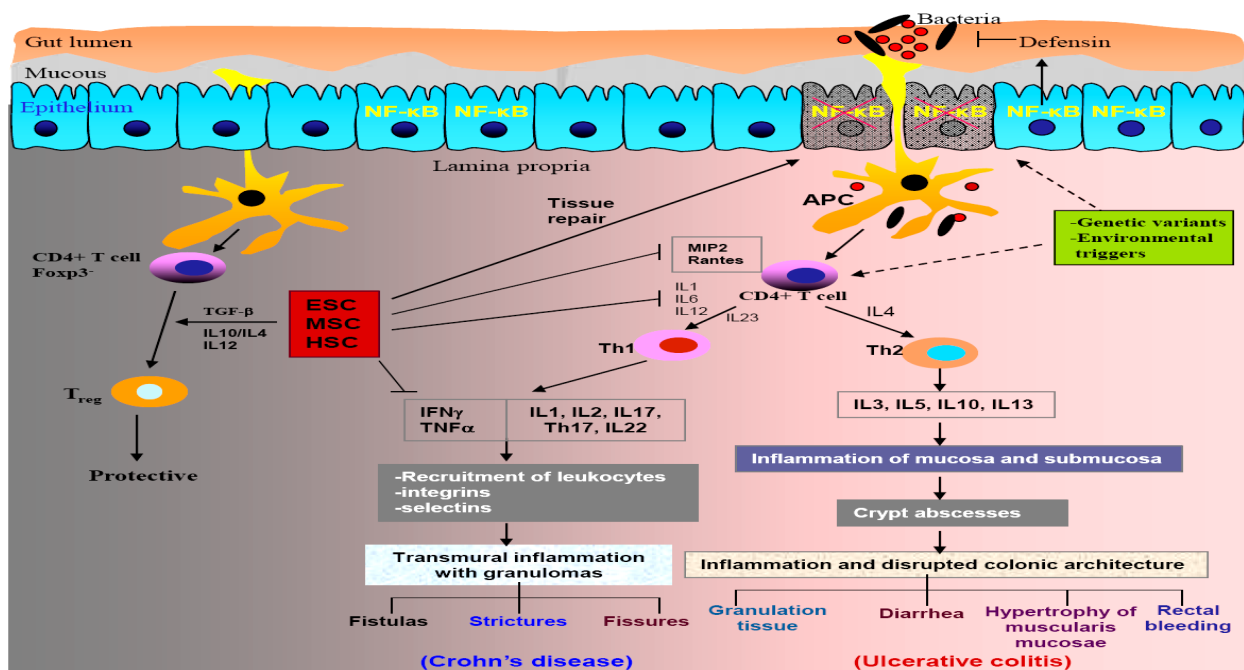 Bacteria
Gut lumen
Defensin
Mucous
Epithelium
NF-κB
NF-κB
NF-κB
NF-κB
NF-κB
NF-κB
Lamina propria
APC
Tissue
repair
-Genetic variants
-Environmental
triggers
CD4+ T cell
Foxp3-
MIP2
Rantes
TGF-β
IL10/IL4
IL12
ESC
MSC
HSC
IL1
IL6
IL12
IL23
CD4+ T cell
IL4
Th1
Th2
Treg
IFNγ
TNFα
IL1, IL2, IL17,
Th17, IL22
IL3, IL5, IL10, IL13
Protective
-Recruitment of leukocytes
-integrins
-selectins
Inflammation of mucosa and submucosa
Crypt abscesses
Transmural inflammation
with granulomas
Inflammation and disrupted colonic architecture
Fistulas
Strictures
Fissures
Granulation
tissue
Diarrhea
Hypertrophy of
muscularis
mucosae
Rectal
bleeding
(Crohn's disease)
(Ulcerative colitis)